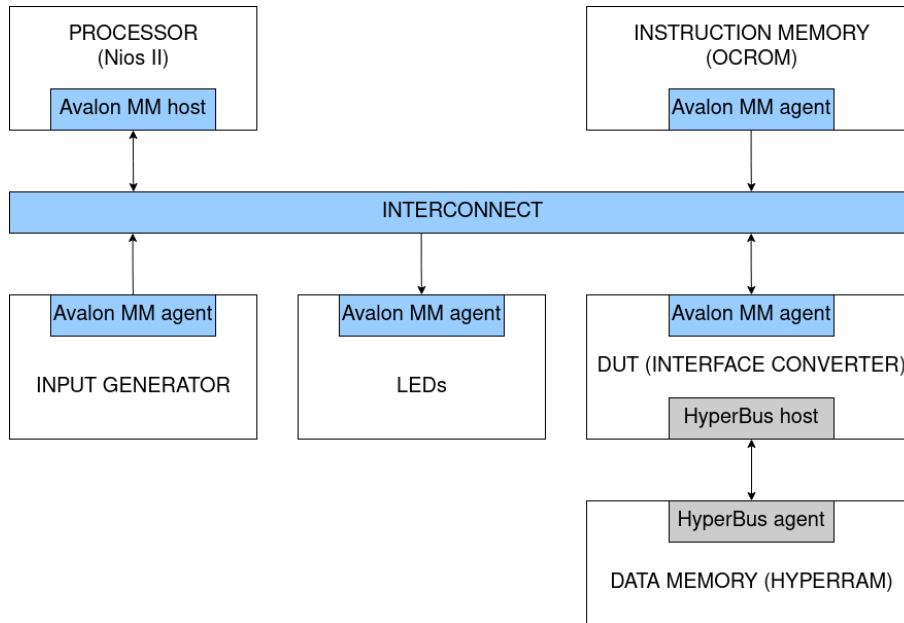 PROCESSOR
(Nios II)
Avalon MM host
INSTRUCTION MEMORY
(OCROM)
Avalon MM agent
INTERCONNECT
Avalon MM agent
INPUT GENERATOR
Avalon MM agent
LEDs
Avalon MM agent
DUT (INTERFACE CONVERTER)
HyperBus host
HyperBus agent
DATA MEMORY (HYPERRAM)